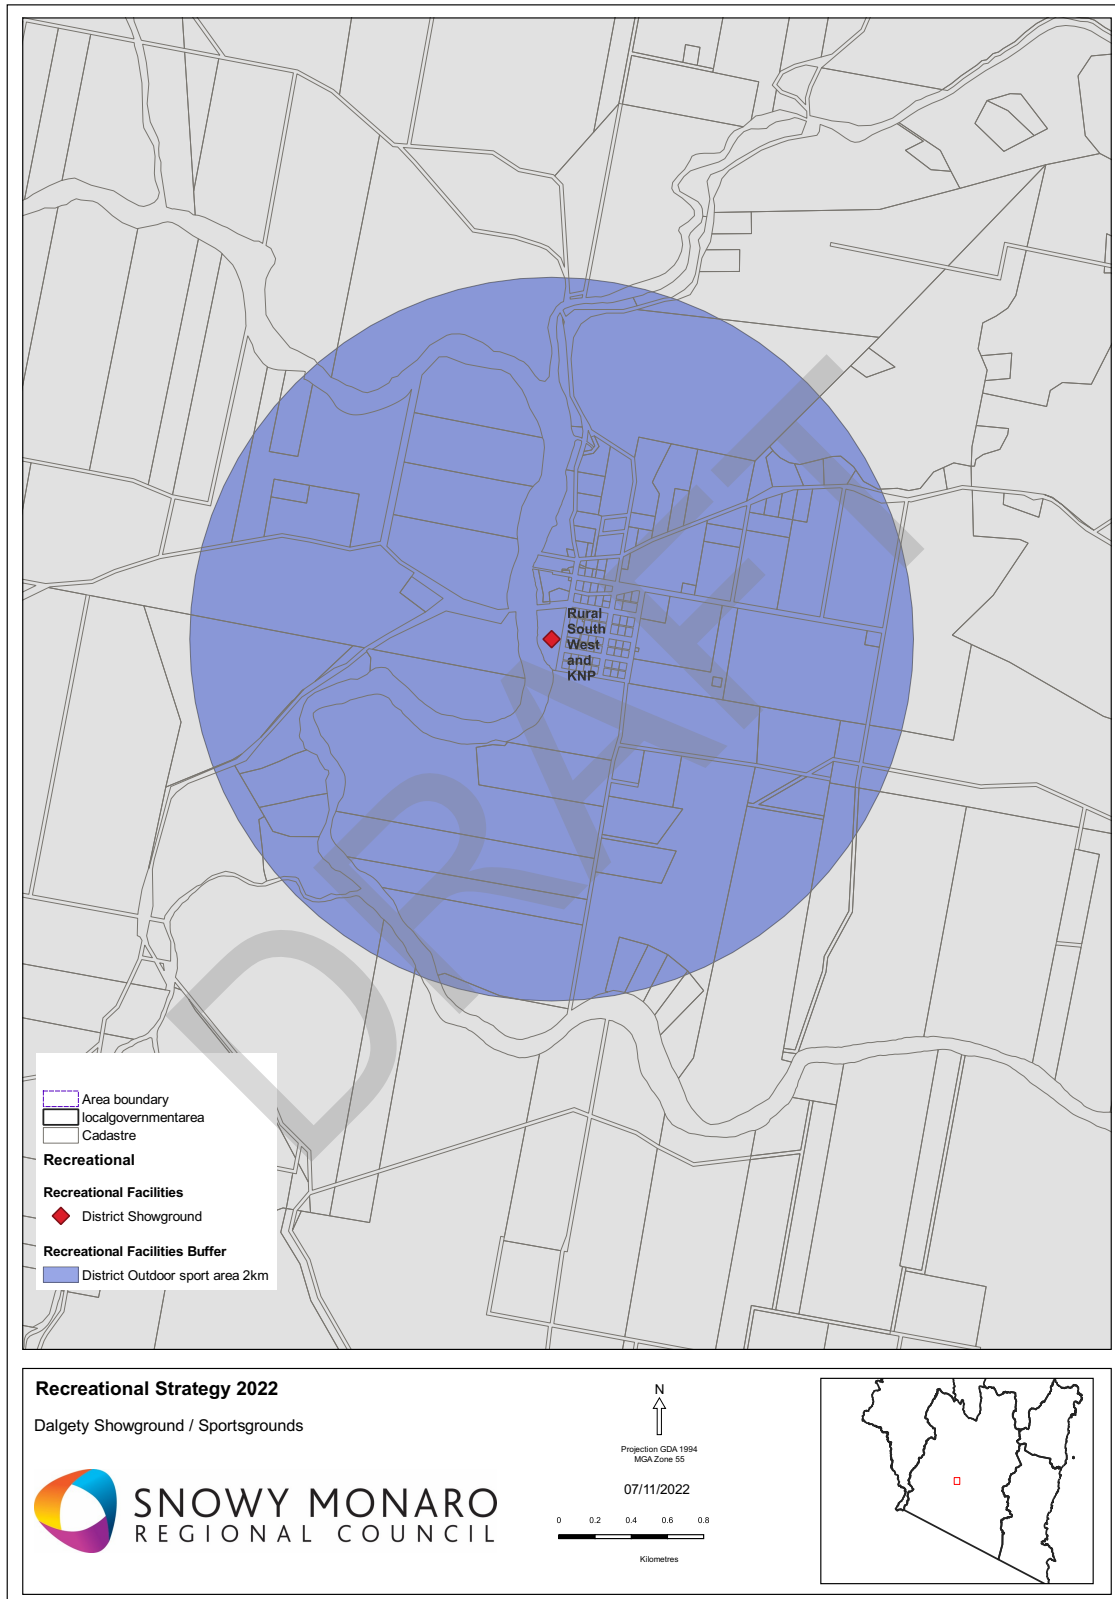 Rural
South
West
and
KNP
DRAFT
Area boundary
localgovernmentarea
Cadastre
Recreational
Recreational Facilities
District Showground
Recreational Facilities Buffer
District Outdoor sport area 2km
Recreational Strategy 2022
Dalgety Showground / Sportsgrounds
SNOWY MONARO
REGIONAL COUNCIL
N
Projection GDA 1994
MGA Zone 55
07/11/2022
0 0.2 0.4 0.6 0.8
Kilometres